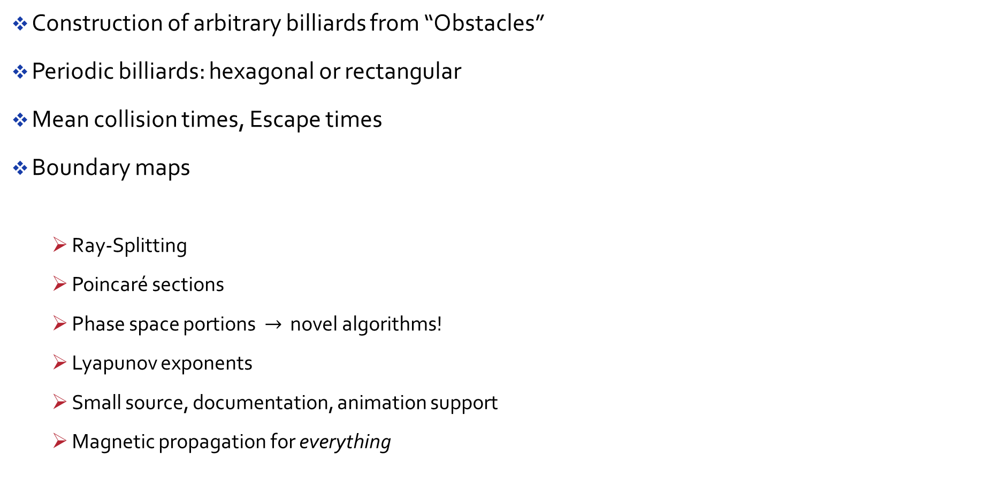 Construction of arbitrary billiards from “Obstacles”
Periodic billiards: hexagonal or rectangular
Mean collision times, Escape times
Boundary maps
Ray-Splitting
Poincaré sections
Phase space portions → novel algorithms!
Lyapunov exponents
Small source, documentation, animation support
Magnetic propagation for everything